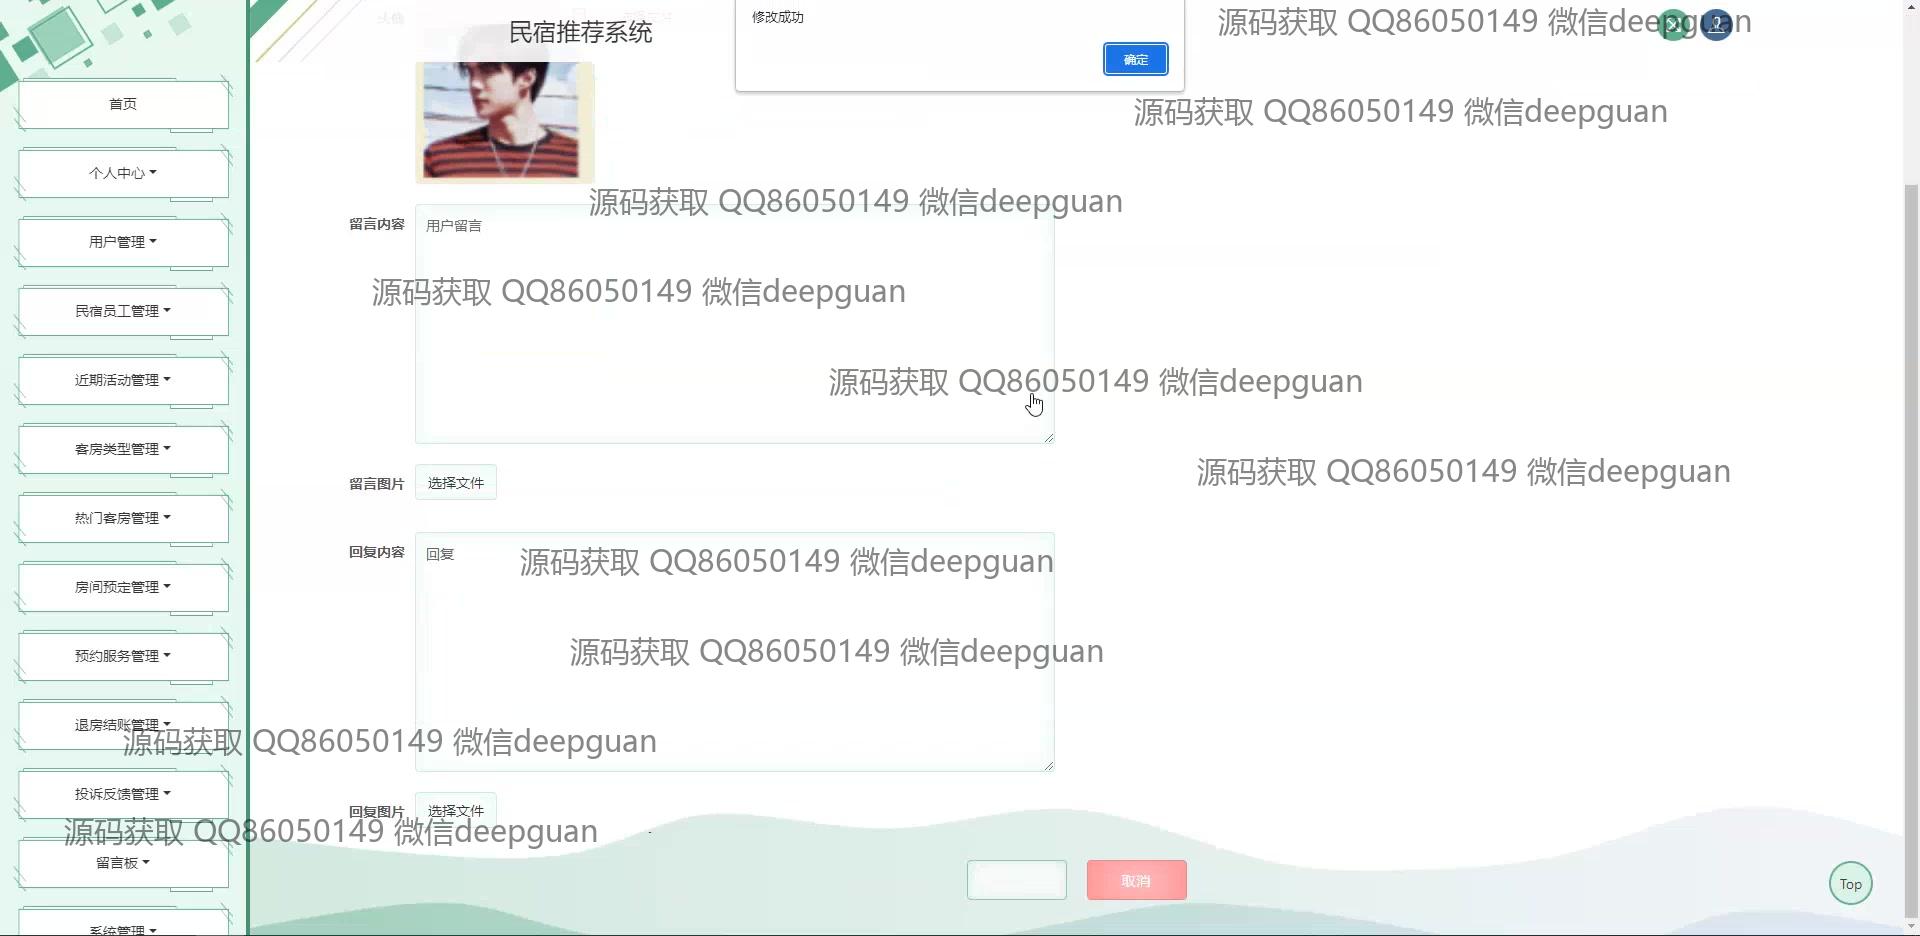 民宿推荐系统
修改成功
确定
首页
个人中心
用户管理
民宿员工管理
近期活动管理
客房类型管理
热门客房管理
房间预定管理
预约服务管理
退房结账管理
投诉反馈管理
留言板
系统管理
头像
留言内容
用户留言
留言图片
选择文件
回复内容
回复
回复图片
选择文件
取消
Top
源码获取 QQ86050149 微信deepguan
源码获取 QQ86050149 微信deepguan
源码获取 QQ86050149 微信deepguan
源码获取 QQ86050149 微信deepguan
源码获取 QQ86050149 微信deepguan
源码获取 QQ86050149 微信deepguan
源码获取 QQ86050149 微信deepguan
源码获取 QQ86050149 微信deepguan
源码获取 QQ86050149 微信deepguan
源码获取 QQ86050149 微信deepguan